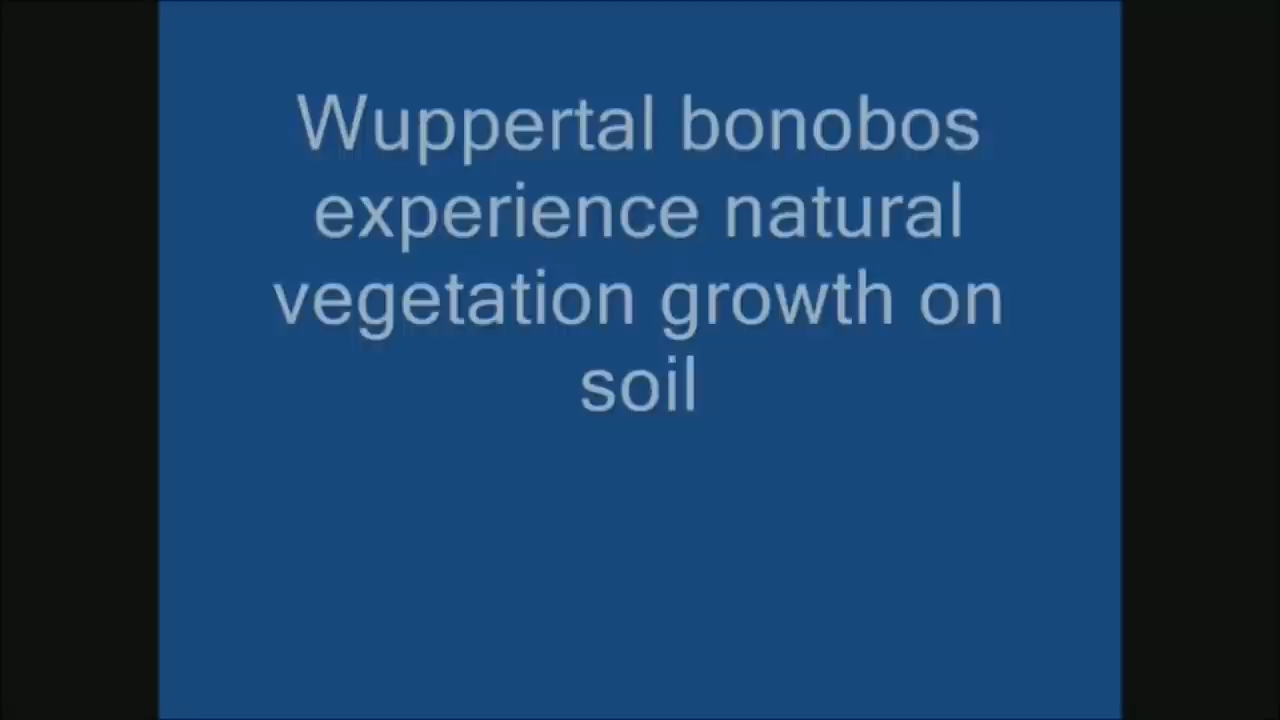 Wuppertal bonobos
experience natural
vegetation growth on
soil